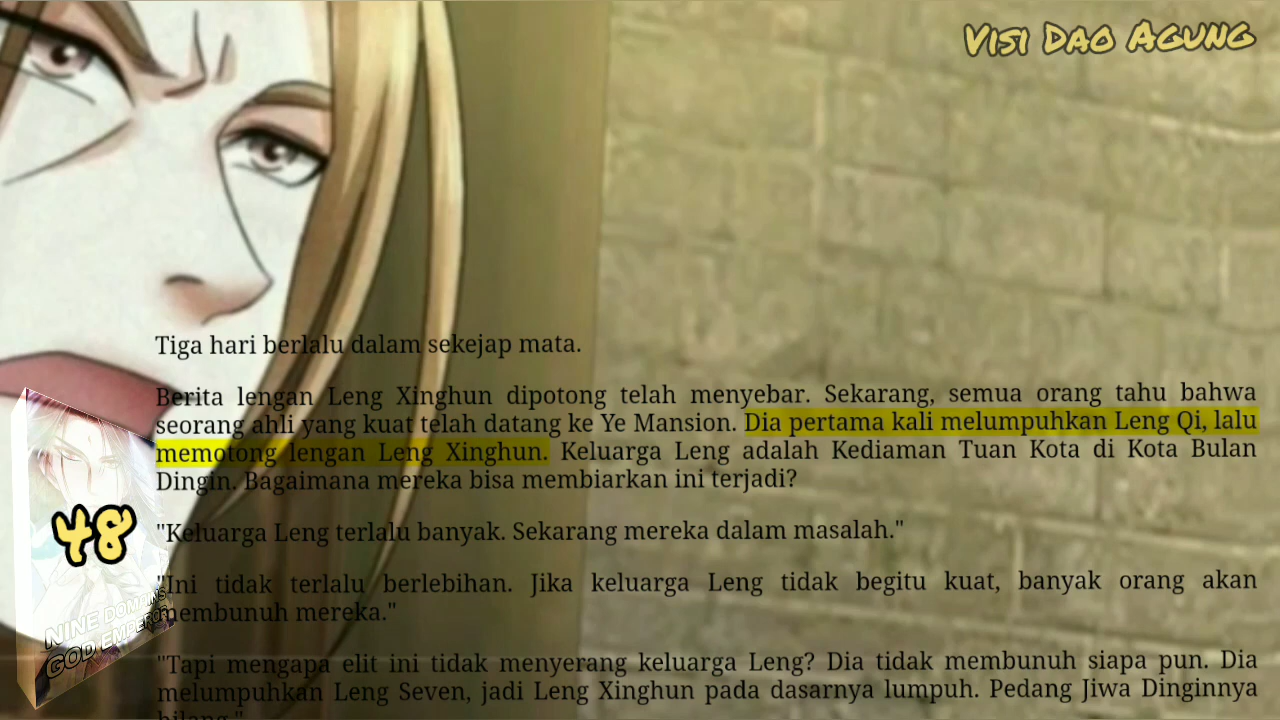 Visi Dao Agung
Tiga hari berlalu dalam sekejap mata.
Berita lengan Leng Xinghun dipotong telah menyebar. Sekarang, semua orang tahu bahwa
seorang ahli yang kuat telah datang ke Ye Mansion. Dia pertama kali melumpuhkan Leng Qi, lalu
memotong lengan Leng Xinghun. Keluarga Leng adalah Kediaman Tuan Kota di Kota Bulan
Dingin. Bagaimana mereka bisa membiarkan ini terjadi?
"Keluarga Leng terlalu banyak. Sekarang mereka dalam masalah."
48
"Ini tidak terlalu berlebihan. Jika keluarga Leng tidak begitu kuat, banyak orang akan
membunuh mereka."
NINE DOMAINS
GOD EMPEROR
"Tapi mengapa elit ini tidak menyerang keluarga Leng? Dia tidak membunuh siapa pun. Dia
melumpuhkan Leng Seven, jadi Leng Xinghun pada dasarnya lumpuh. Pedang Jiwa Dinginnya
hilang."